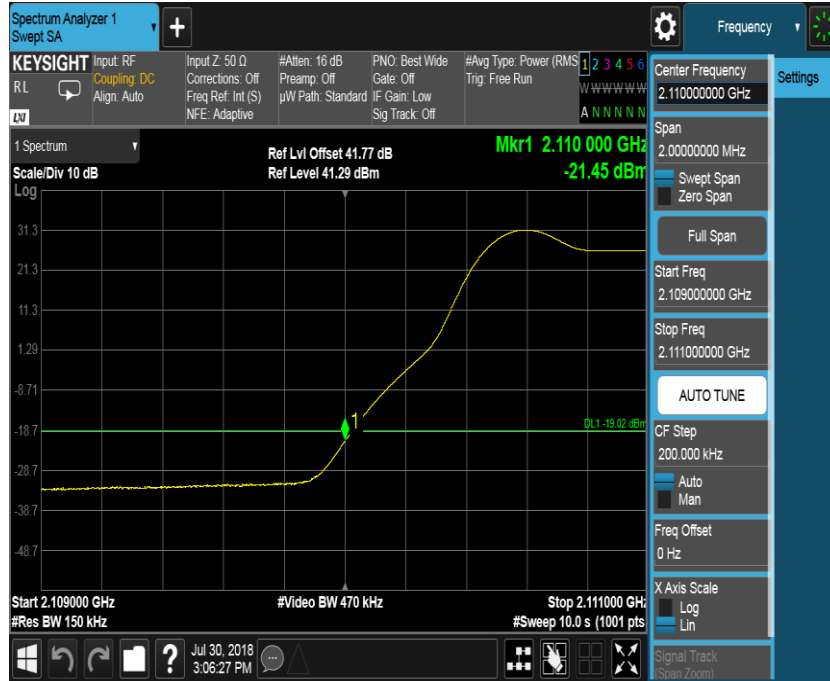 Spectrum Analyzer 1
Swept SA
+
Frequency
KEYSIGHT
RL
LXI
Input: RF
Coupling: DC
Align: Auto
Input Z: 50 Ω
Corrections: Off
Freq Ref: Int (S)
NFE: Adaptive
#Atten: 16 dB
Preamp: Off
µW Path: Standard
PNO: Best Wide
Gate: Off
IF Gain: Low
Sig Track: Off
#Avg Type: Power (RMS
Trig: Free Run
1 2 3 4 5 6
W W W W W W
A N N N N N
1 Spectrum
Scale/Div 10 dB
Log
Ref Lvl Offset 41.77 dB
Ref Level 41.29 dBm
Mkr1 2.110 000 GHz
-21.45 dBm
31.3
21.3
11.3
1.29
-8.71
-18.7
-28.7
-38.7
-48.7
1
DL1 -19.02 dBm
Start 2.109000 GHz
#Res BW 150 kHz
#Video BW 470 kHz
Stop 2.111000 GHz
#Sweep 10.0 s (1001 pts
?
Jul 30, 2018
3:06:27 PM
Center Frequency
2.110000000 GHz
Span
2.00000000 MHz
Swept Span
Zero Span
Full Span
Start Freq
2.109000000 GHz
Stop Freq
2.111000000 GHz
AUTO TUNE
CF Step
200.000 kHz
Auto
Man
Freq Offset
0 Hz
X Axis Scale
Log
Lin
Signal Track
(Span Zoom)
Settings